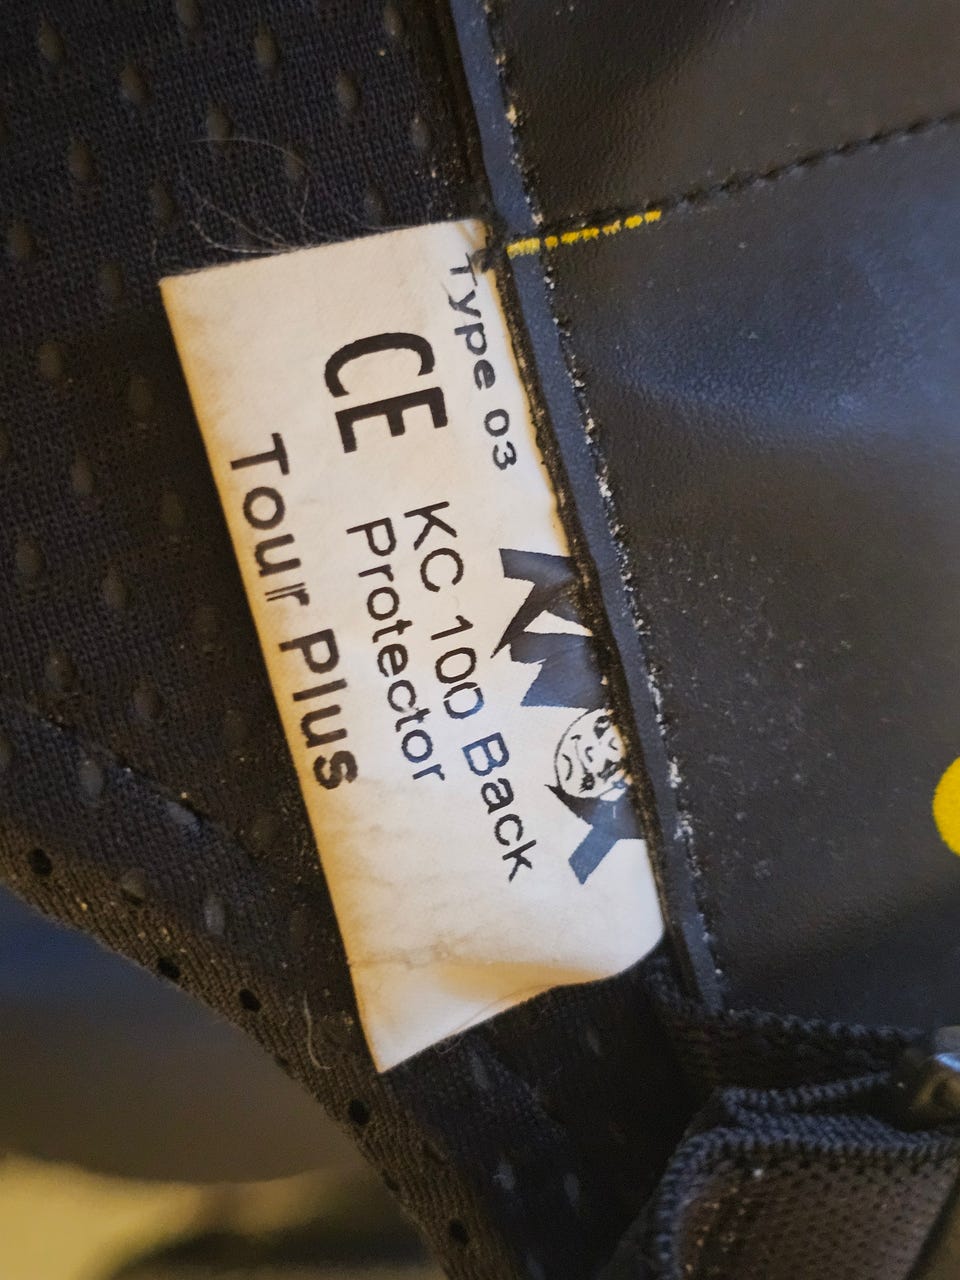 Type 03
CE
KC 100 Back
Protector
Tour Plus